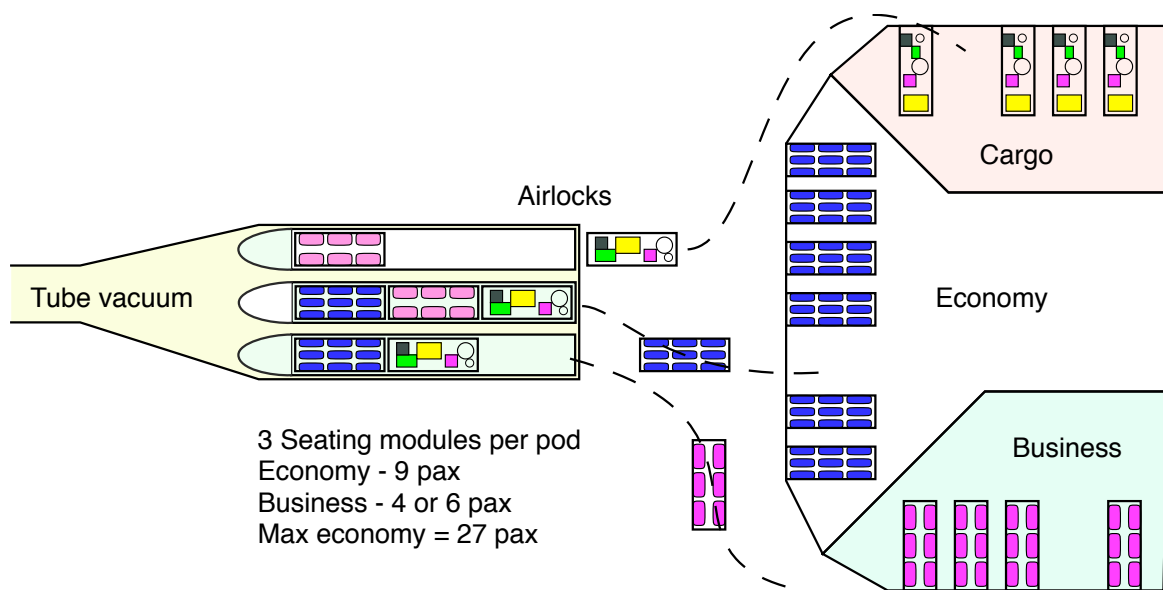 Cargo
Airlocks
Tube vacuum
Economy
3 Seating modules per pod
Economy - 9 pax
Business - 4 or 6 pax
Max economy = 27 pax
Business